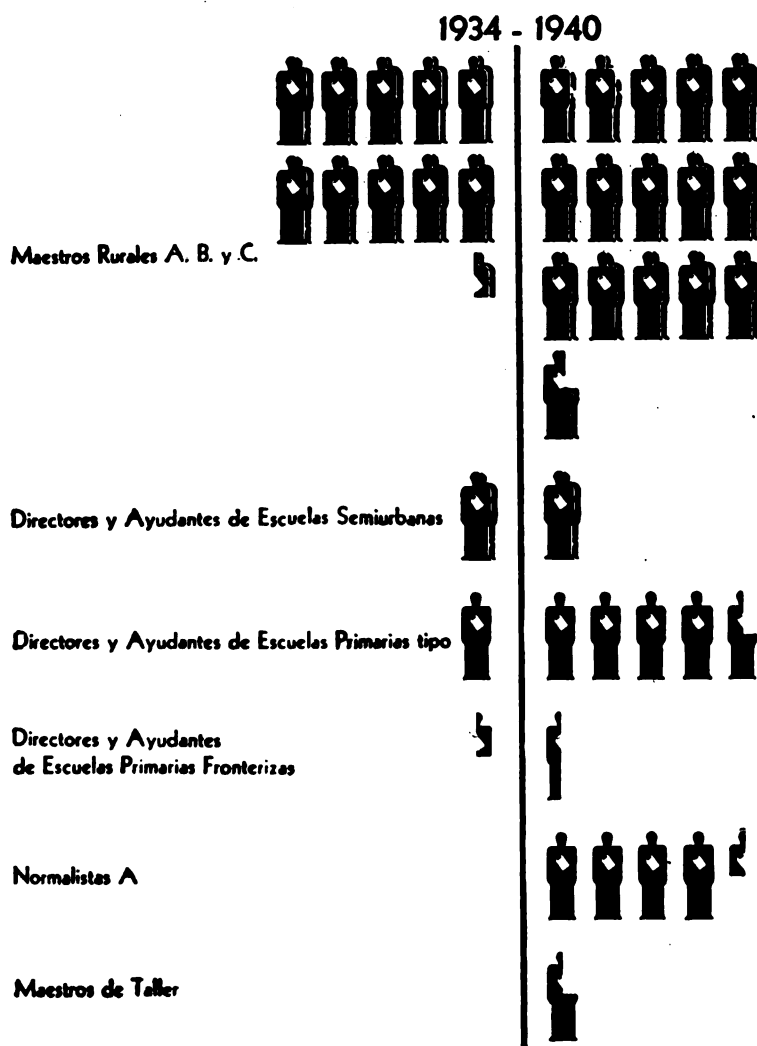 1934 - 1940
Maestros Rurales A. B. y C.
Directores y Ayudantes de Escuelas Semiurbanas
Directores y Ayudantes de Escuelas Primarias tipo
Directores y Ayudantes
de Escuelas Primarias Fronterizas
Normalistas A
Maestros de Taller